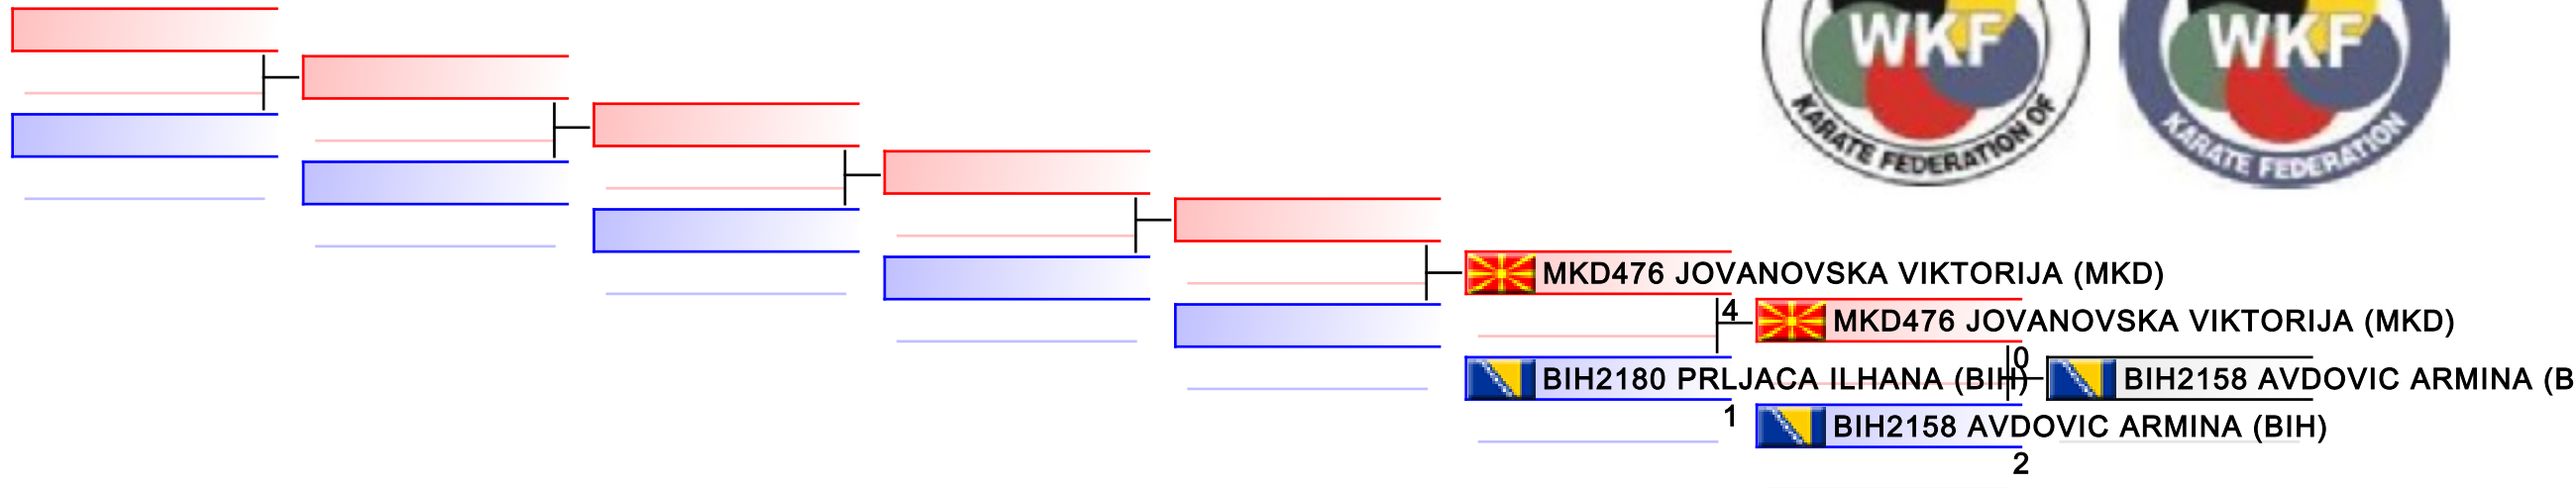 WKF
KARATE FEDERATION OF
WKF
KARATE FEDERATION
MKD476 JOVANOVSKA VIKTORIJA (MKD)
4
MKD476 JOVANOVSKA VIKTORIJA (MKD)
0
BIH2180 PRLJACA ILHANA (BIH)
BIH2158 AVDOVIC ARMINA (B
1
BIH2158 AVDOVIC ARMINA (BIH)
2